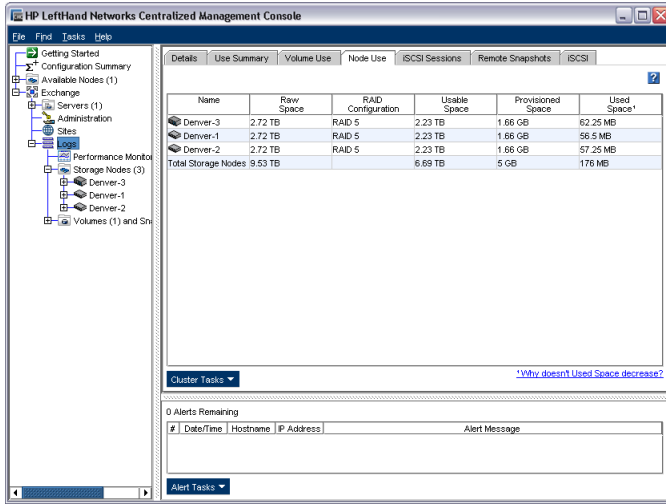 HP LeftHand Networks Centralized Management Console
File Find Tasks Help
Getting Started
Configuration Summary
Available Nodes (1)
Exchange
Servers (1)
Administration
Sites
Logs
Performance Monito
Storage Nodes (3)
Denver-3
Denver-1
Denver-2
Volumes (1) and Sna
Details Use Summary Volume Use Node Use iSCSI Sessions Remote Snapshots iSCSI
?
Name Raw Space RAID Configuration Usable Space Provisioned Space Used Space¹
Denver-3 2.72 TB RAID 5 2.23 TB 1.66 GB 62.25 MB
Denver-1 2.72 TB RAID 5 2.23 TB 1.66 GB 56.5 MB
Denver-2 2.72 TB RAID 5 2.23 TB 1.66 GB 57.25 MB
Total Storage Nodes 9.53 TB 6.69 TB 5 GB 176 MB
Cluster Tasks
¹Why doesn't Used Space decrease?
0 Alerts Remaining
# Date/Time Hostname IP Address Alert Message
Alert Tasks